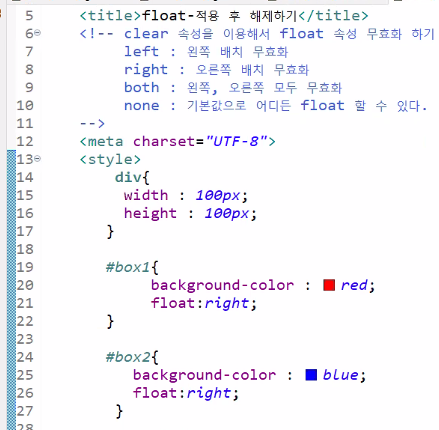 5 <title>float-적용 후 해제하기</title>
6 <!-- clear 속성을 이용해서 float 속성 무효화 하기
7 left : 왼쪽 배치 무효화
8 right : 오른쪽 배치 무효화
9 both : 왼쪽, 오른쪽 모두 무효화
10 none : 기본값으로 어디든 float 할 수 있다.
11 -->
12 <meta charset="UTF-8">
13 <style>
14 div{
15 width : 100px;
16 height : 100px;
17 }
18
19 #box1{
20 background-color : red;
21 float:right;
22 }
23
24 #box2{
25 background-color : blue;
26 float:right;
27 }
28